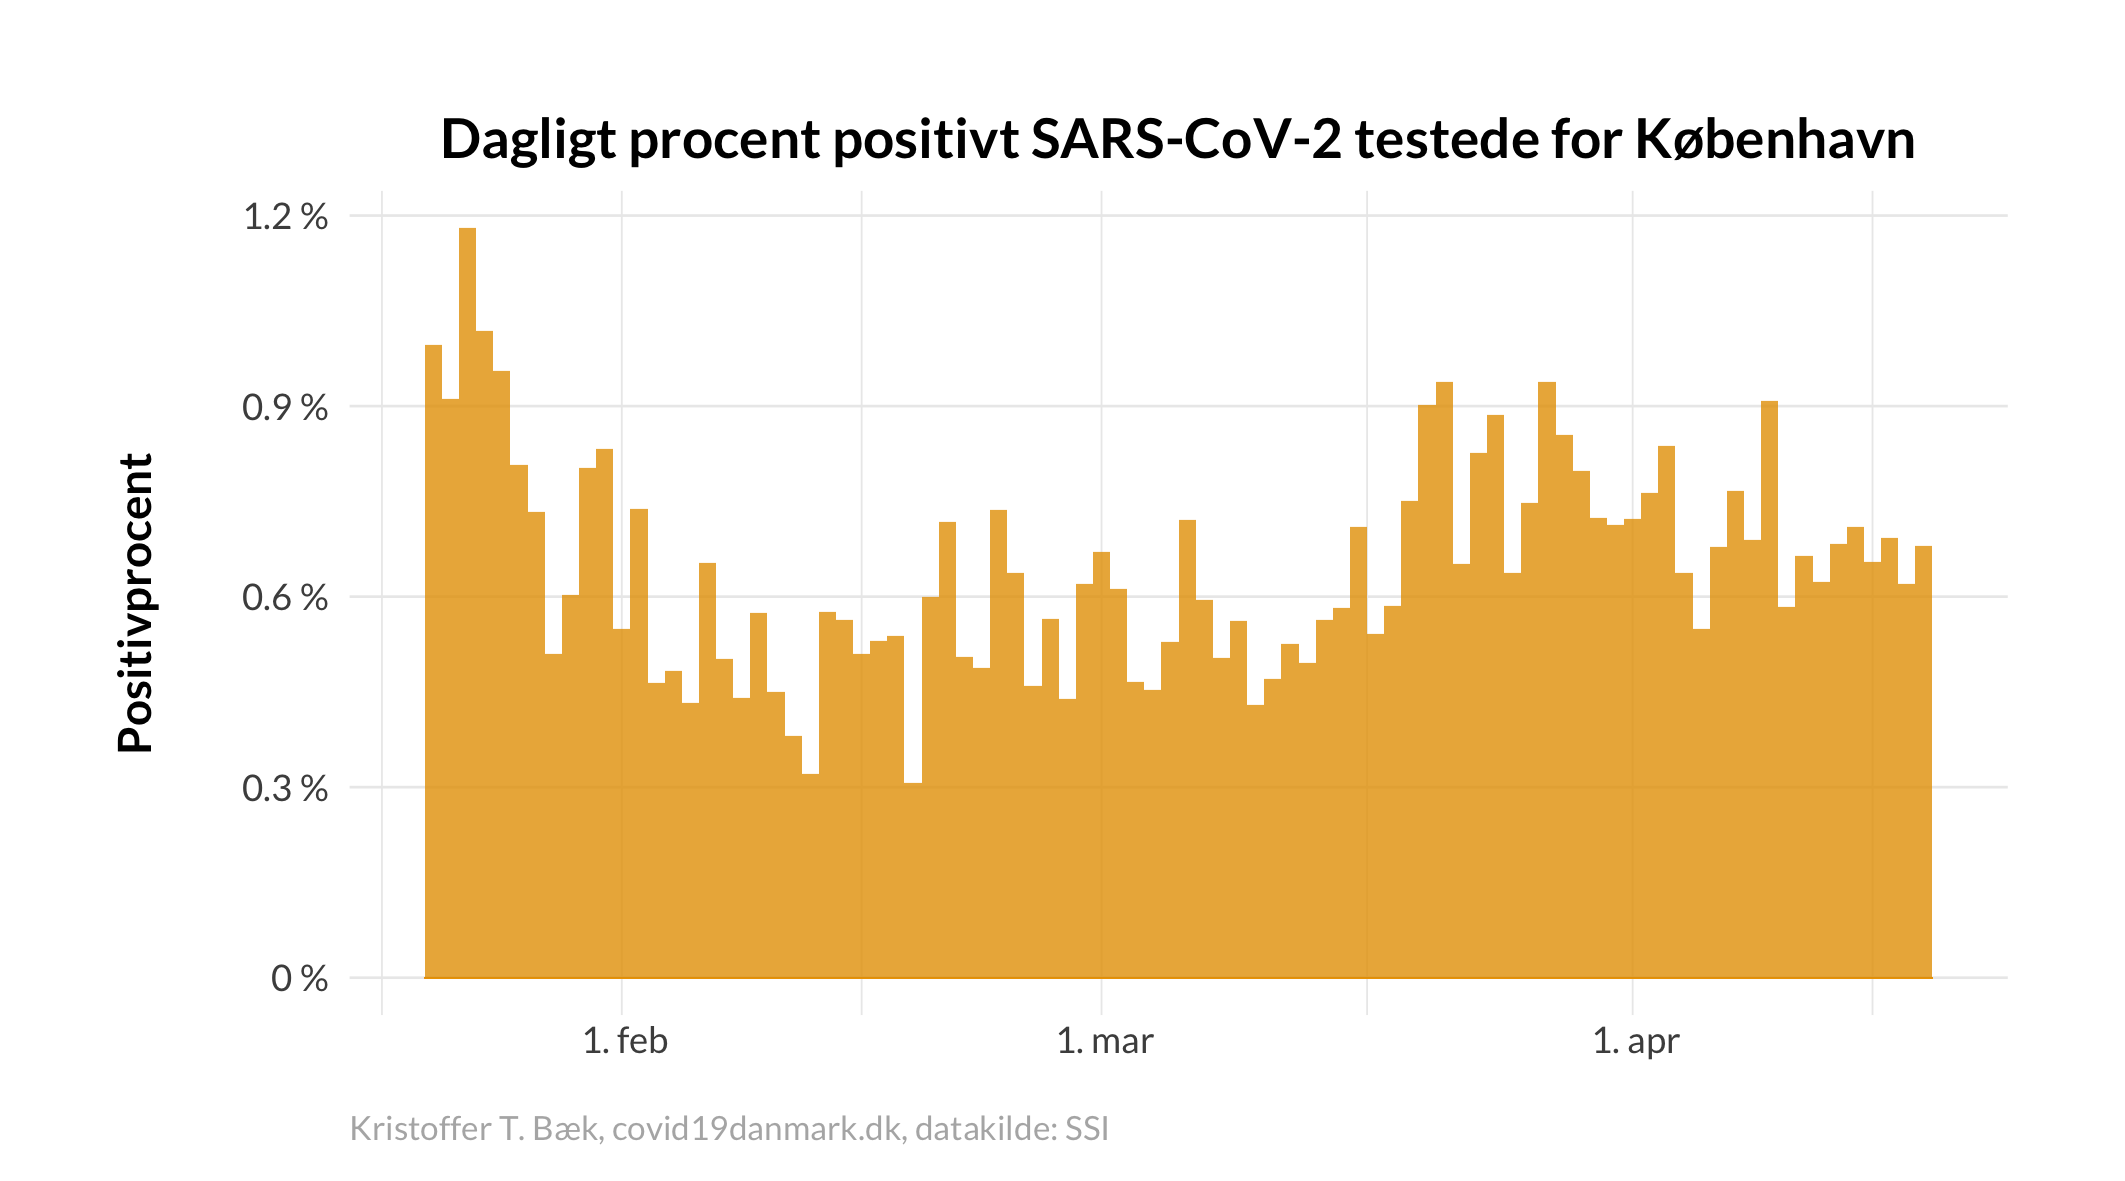 Dagligt procent positivt SARS-CoV-2 testede for København
Positivprocent
1.2 %
0.9 %
0.6 %
0.3 %
0 %
1. feb
1. mar
1. apr
Kristoffer T. Bæk, covid19danmark.dk, datakilde: SSI